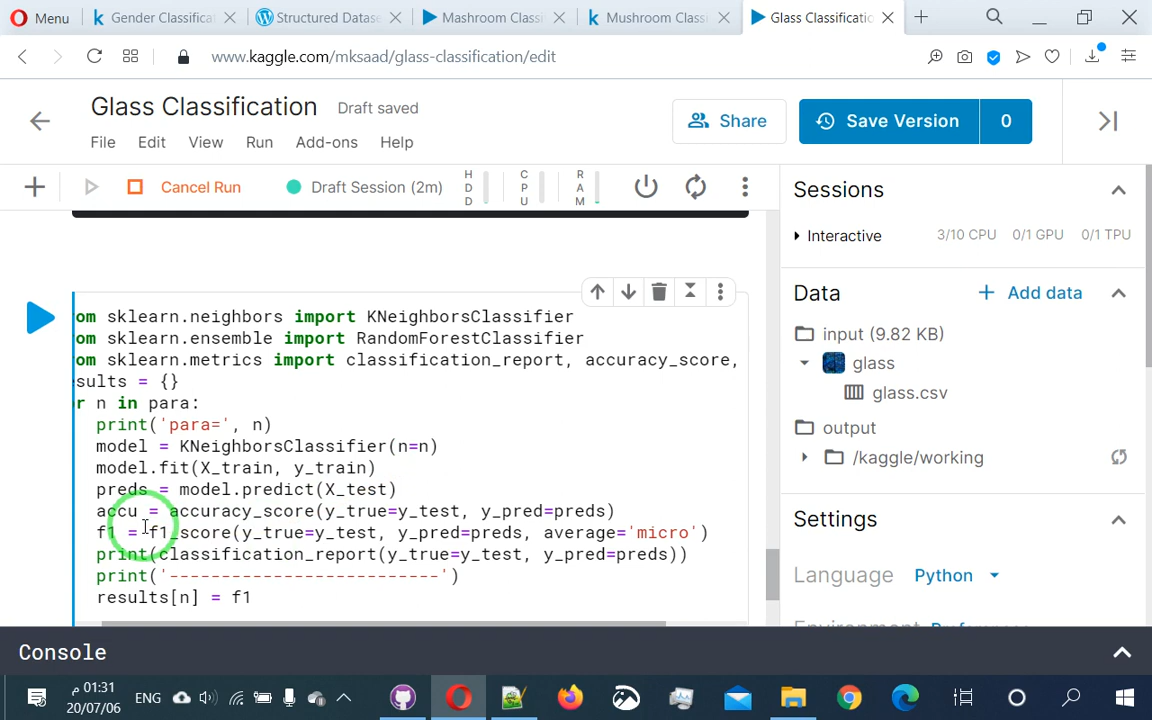 Menu
Gender Classificat
Structured Datase
Mashroom Classi
Mushroom Classi
Glass Classificatio
www.kaggle.com/mksaad/glass-classification/edit
Glass Classification
Draft saved
Share
Save Version
0
File
Edit
View
Run
Add-ons
Help
Cancel Run
Draft Session (2m)
HDD
CPU
RAM
Sessions
Interactive
3/10 CPU
0/1 GPU
0/1 TPU
Data
+ Add data
input (9.82 KB)
glass
glass.csv
output
/kaggle/working
Settings
Language
Python
om sklearn.neighbors import KNeighborsClassifier
om sklearn.ensemble import RandomForestClassifier
om sklearn.metrics import classification_report, accuracy_score,
sults = {}
r n in para:
print('para=', n)
model = KNeighborsClassifier(n=n)
model.fit(X_train, y_train)
preds = model.predict(X_test)
accu = accuracy_score(y_true=y_test, y_pred=preds)
f1 = f1_score(y_true=y_test, y_pred=preds, average='micro')
print(classification_report(y_true=y_test, y_pred=preds))
print('--------------------------')
results[n] = f1
Console
01:31 م
20/07/06
ENG